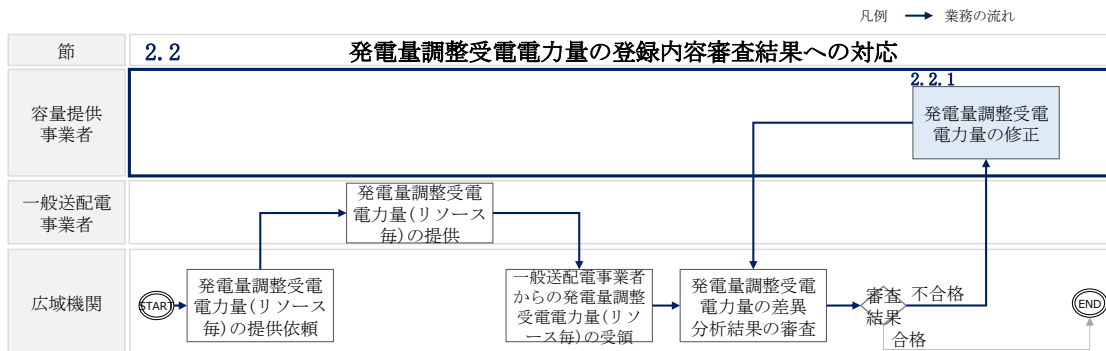 凡例 業務の流れ
節
2.2 発電量調整受電電力量の登録内容審査結果への対応
容量提供
事業者
2.2.1
発電量調整受電
電力量の修正
一般送配電
事業者
発電量調整受電
電力量(リソース
毎)の提供
広域機関
START
発電量調整受電
電力量(リソース
毎)の提供依頼
一般送配電事業者
からの発電量調整
受電電力量(リソ
ース毎)の受領
発電量調整受電
電力量の差異
分析結果の審査
審査
結果
不合格
合格
END